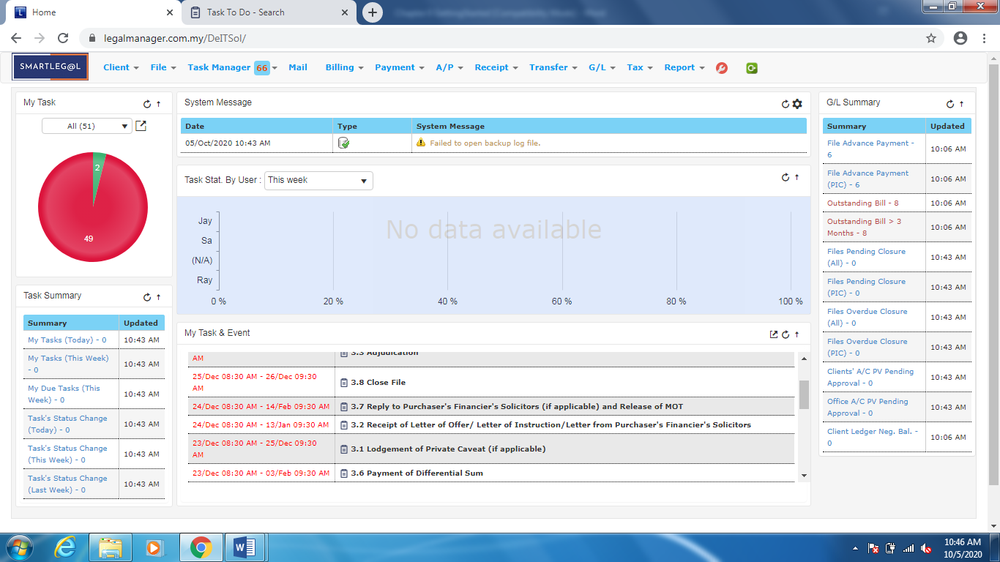 Home
Task To Do - Search
legalmanager.com.my/DeITSol/
SMARTLEG@L
Client
File
Task Manager 66
Mail
Billing
Payment
A/P
Receipt
Transfer
G/L
Tax
Report
My Task
All (51)
2
49
Task Summary
Summary Updated
My Tasks (Today) - 0 10:43 AM
My Tasks (This Week)
- 0 10:43 AM
My Due Tasks (This
Week) - 0 10:43 AM
Task's Status Change
(Today) - 0 10:43 AM
Task's Status Change
(This Week) - 0 10:43 AM
Task's Status Change
(Last Week) - 0 10:43 AM
System Message
Date Type System Message
05/Oct/2020 10:43 AM Failed to open backup log file.
Task Stat. By User : This week
No data available
Jay
Sa
(N/A)
Ray
0 % 20 % 40 % 60 % 80 % 100 %
My Task & Event
AM 3.3 Adjudication
25/Dec 08:30 AM - 26/Dec 09:30
AM 3.8 Close File
24/Dec 08:30 AM - 14/Feb 09:30 AM 3.7 Reply to Purchaser's Financier's Solicitors (if applicable) and Release of MOT
24/Dec 08:30 AM - 13/Jan 09:30 AM 3.2 Receipt of Letter of Offer/ Letter of Instruction/Letter from Purchaser's Financier's Solicitors
23/Dec 08:30 AM - 25/Dec 09:30
AM 3.1 Lodgement of Private Caveat (if applicable)
23/Dec 08:30 AM - 03/Feb 09:30 AM 3.6 Payment of Differential Sum
G/L Summary
Summary Updated
File Advance Payment -
6 10:06 AM
File Advance Payment
(PIC) - 6 10:06 AM
Outstanding Bill - 8 10:06 AM
Outstanding Bill > 3
Months - 8 10:06 AM
Files Pending Closure
(All) - 0 10:43 AM
Files Pending Closure
(PIC) - 0 10:43 AM
Files Overdue Closure
(All) - 0 10:43 AM
Files Overdue Closure
(PIC) - 0 10:43 AM
Clients' A/C PV Pending
Approval - 0 10:43 AM
Office A/C PV Pending
Approval - 0 10:43 AM
Client Ledger Neg. Bal. -
0 10:06 AM
10:46 AM
10/5/2020